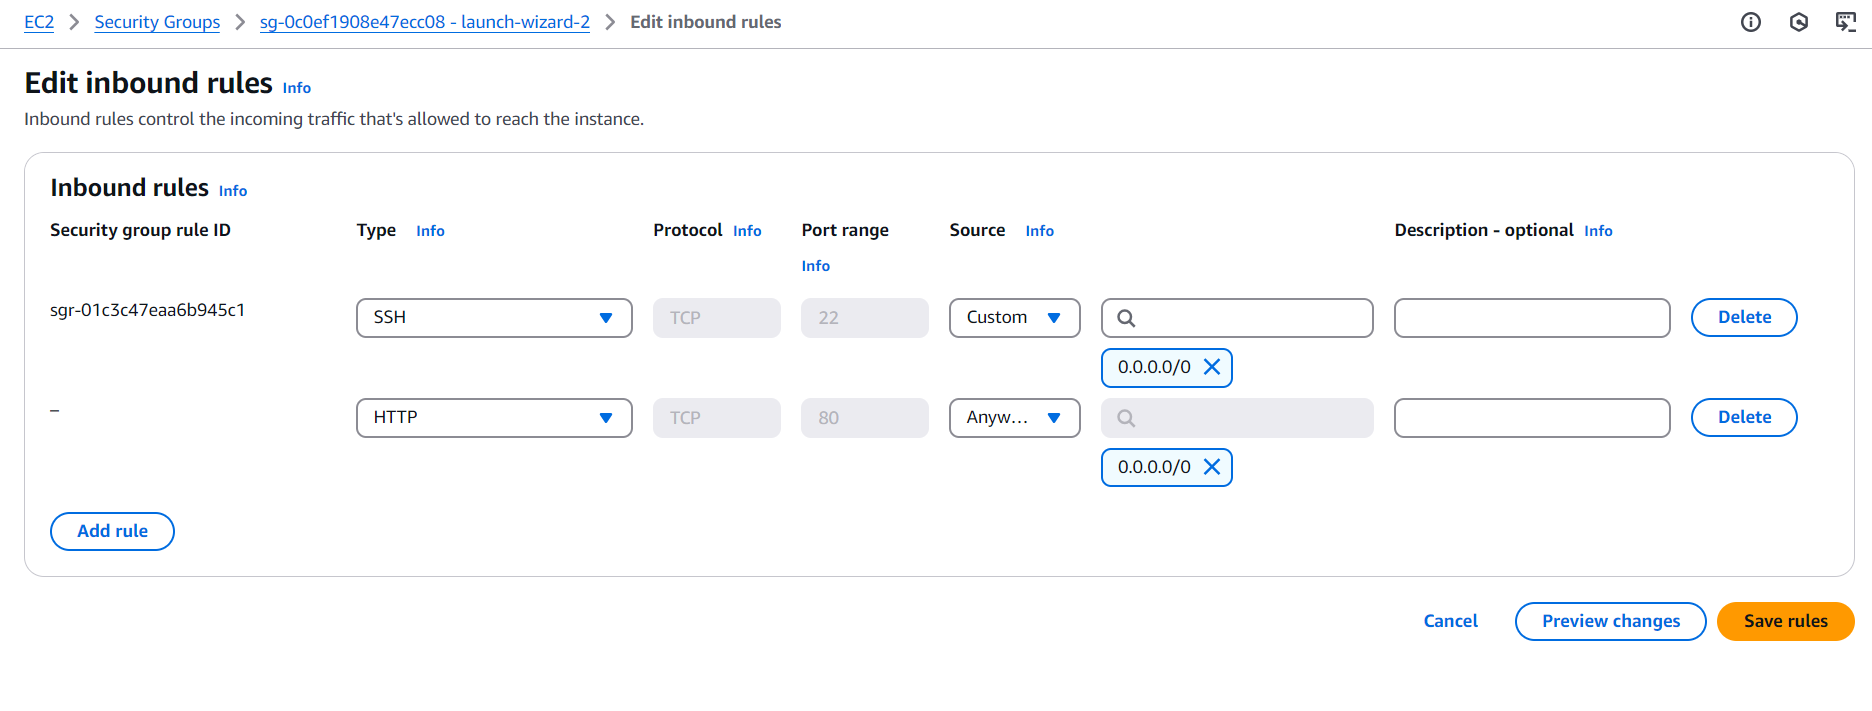 EC2 > Security Groups > sg-0c0ef1908e47ecc08 - launch-wizard-2 > Edit inbound rules
Edit inbound rules Info
Inbound rules control the incoming traffic that's allowed to reach the instance.
Inbound rules Info
Security group rule ID Type Info Protocol Info Port range Source Info Description - optional Info
Info
sgr-01c3c47eaa6b945c1 SSH TCP 22 Custom Delete
0.0.0.0/0
– HTTP TCP 80 Anyw... Delete
0.0.0.0/0
Add rule
Cancel Preview changes Save rules